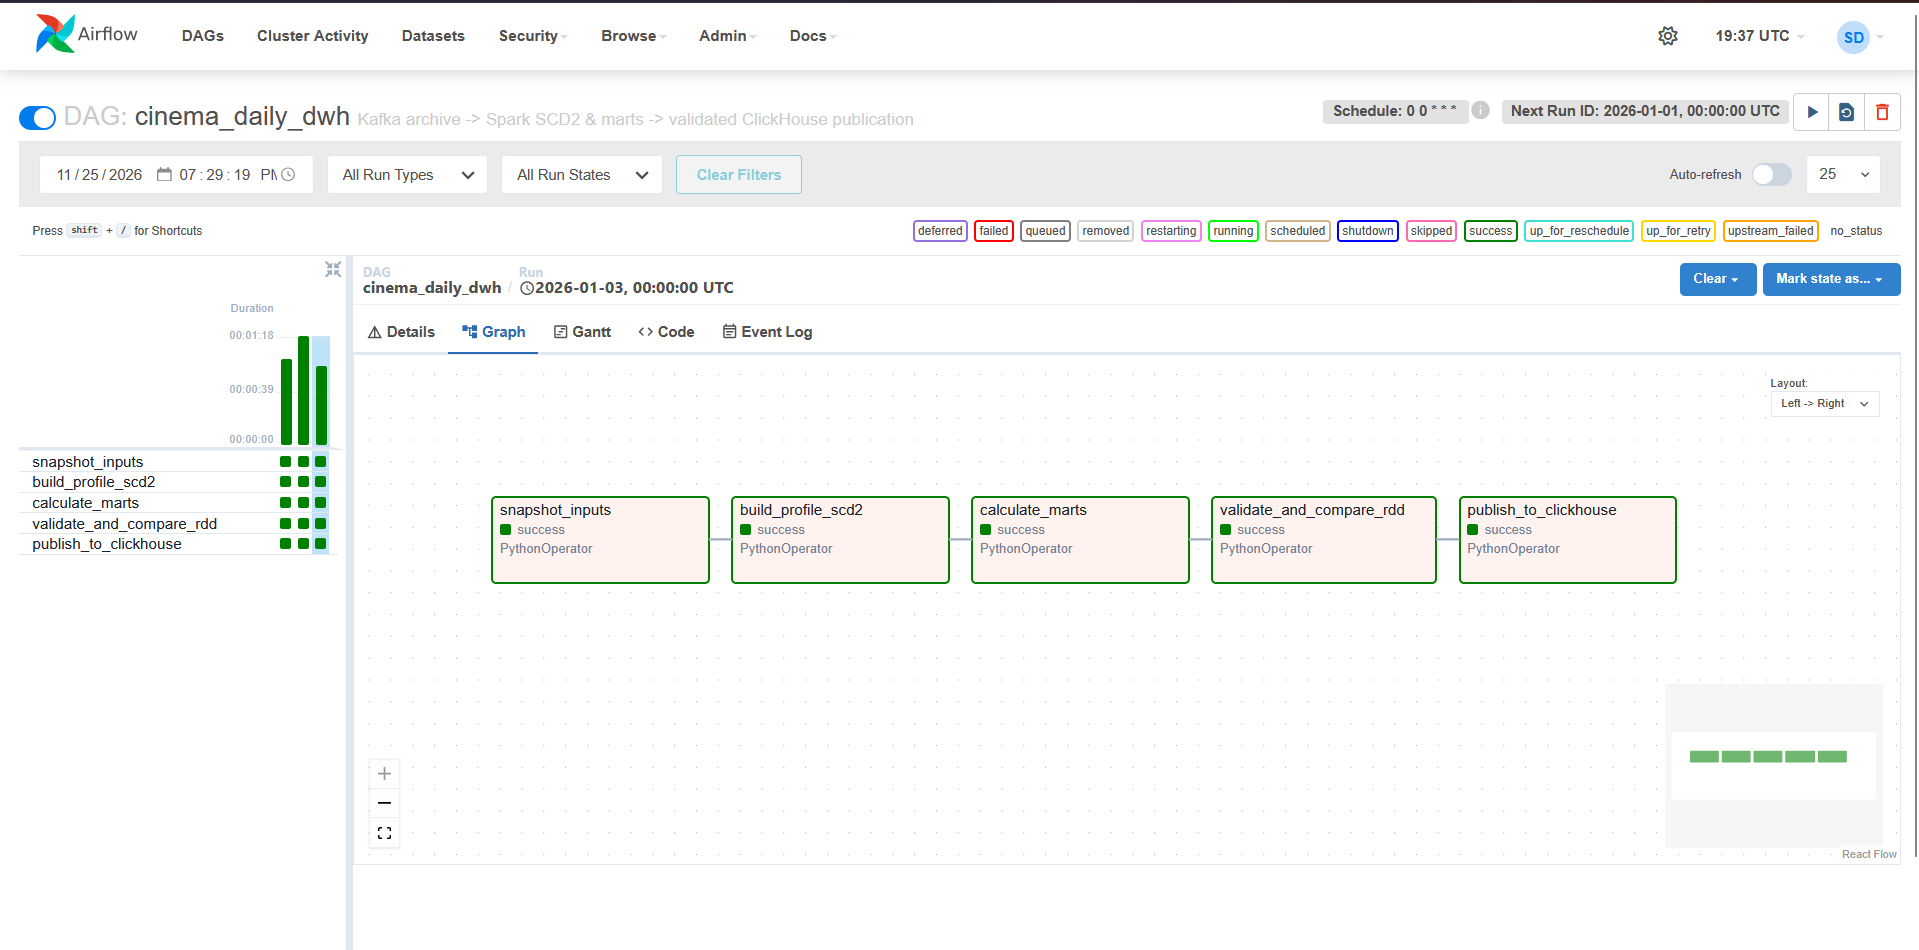 Airflow
DAGs
Cluster Activity
Datasets
Security
Browse
Admin
Docs
19:37 UTC
SD
DAG: cinema_daily_dwh Kafka archive -> Spark SCD2 & marts -> validated ClickHouse publication
Schedule: 0 0 * * *
i
Next Run ID: 2026-01-01, 00:00:00 UTC
11/25/2026 07:29:19
All Run Types
All Run States
Clear Filters
Auto-refresh
25
Press shift + / for Shortcuts
deferred
failed
queued
removed
restarting
running
scheduled
shutdown
skipped
success
up_for_reschedule
up_for_retry
upstream_failed
no_status
Duration
00:01:18
00:00:39
00:00:00
snapshot_inputs
build_profile_scd2
calculate_marts
validate_and_compare_rdd
publish_to_clickhouse
DAG
cinema_daily_dwh
/
Run
2026-01-03, 00:00:00 UTC
Clear
Mark state as...
Details
Graph
Gantt
Code
Event Log
Layout:
Left -> Right
snapshot_inputs
success
PythonOperator
build_profile_scd2
success
PythonOperator
calculate_marts
success
PythonOperator
validate_and_compare_rdd
success
PythonOperator
publish_to_clickhouse
success
PythonOperator
React Flow